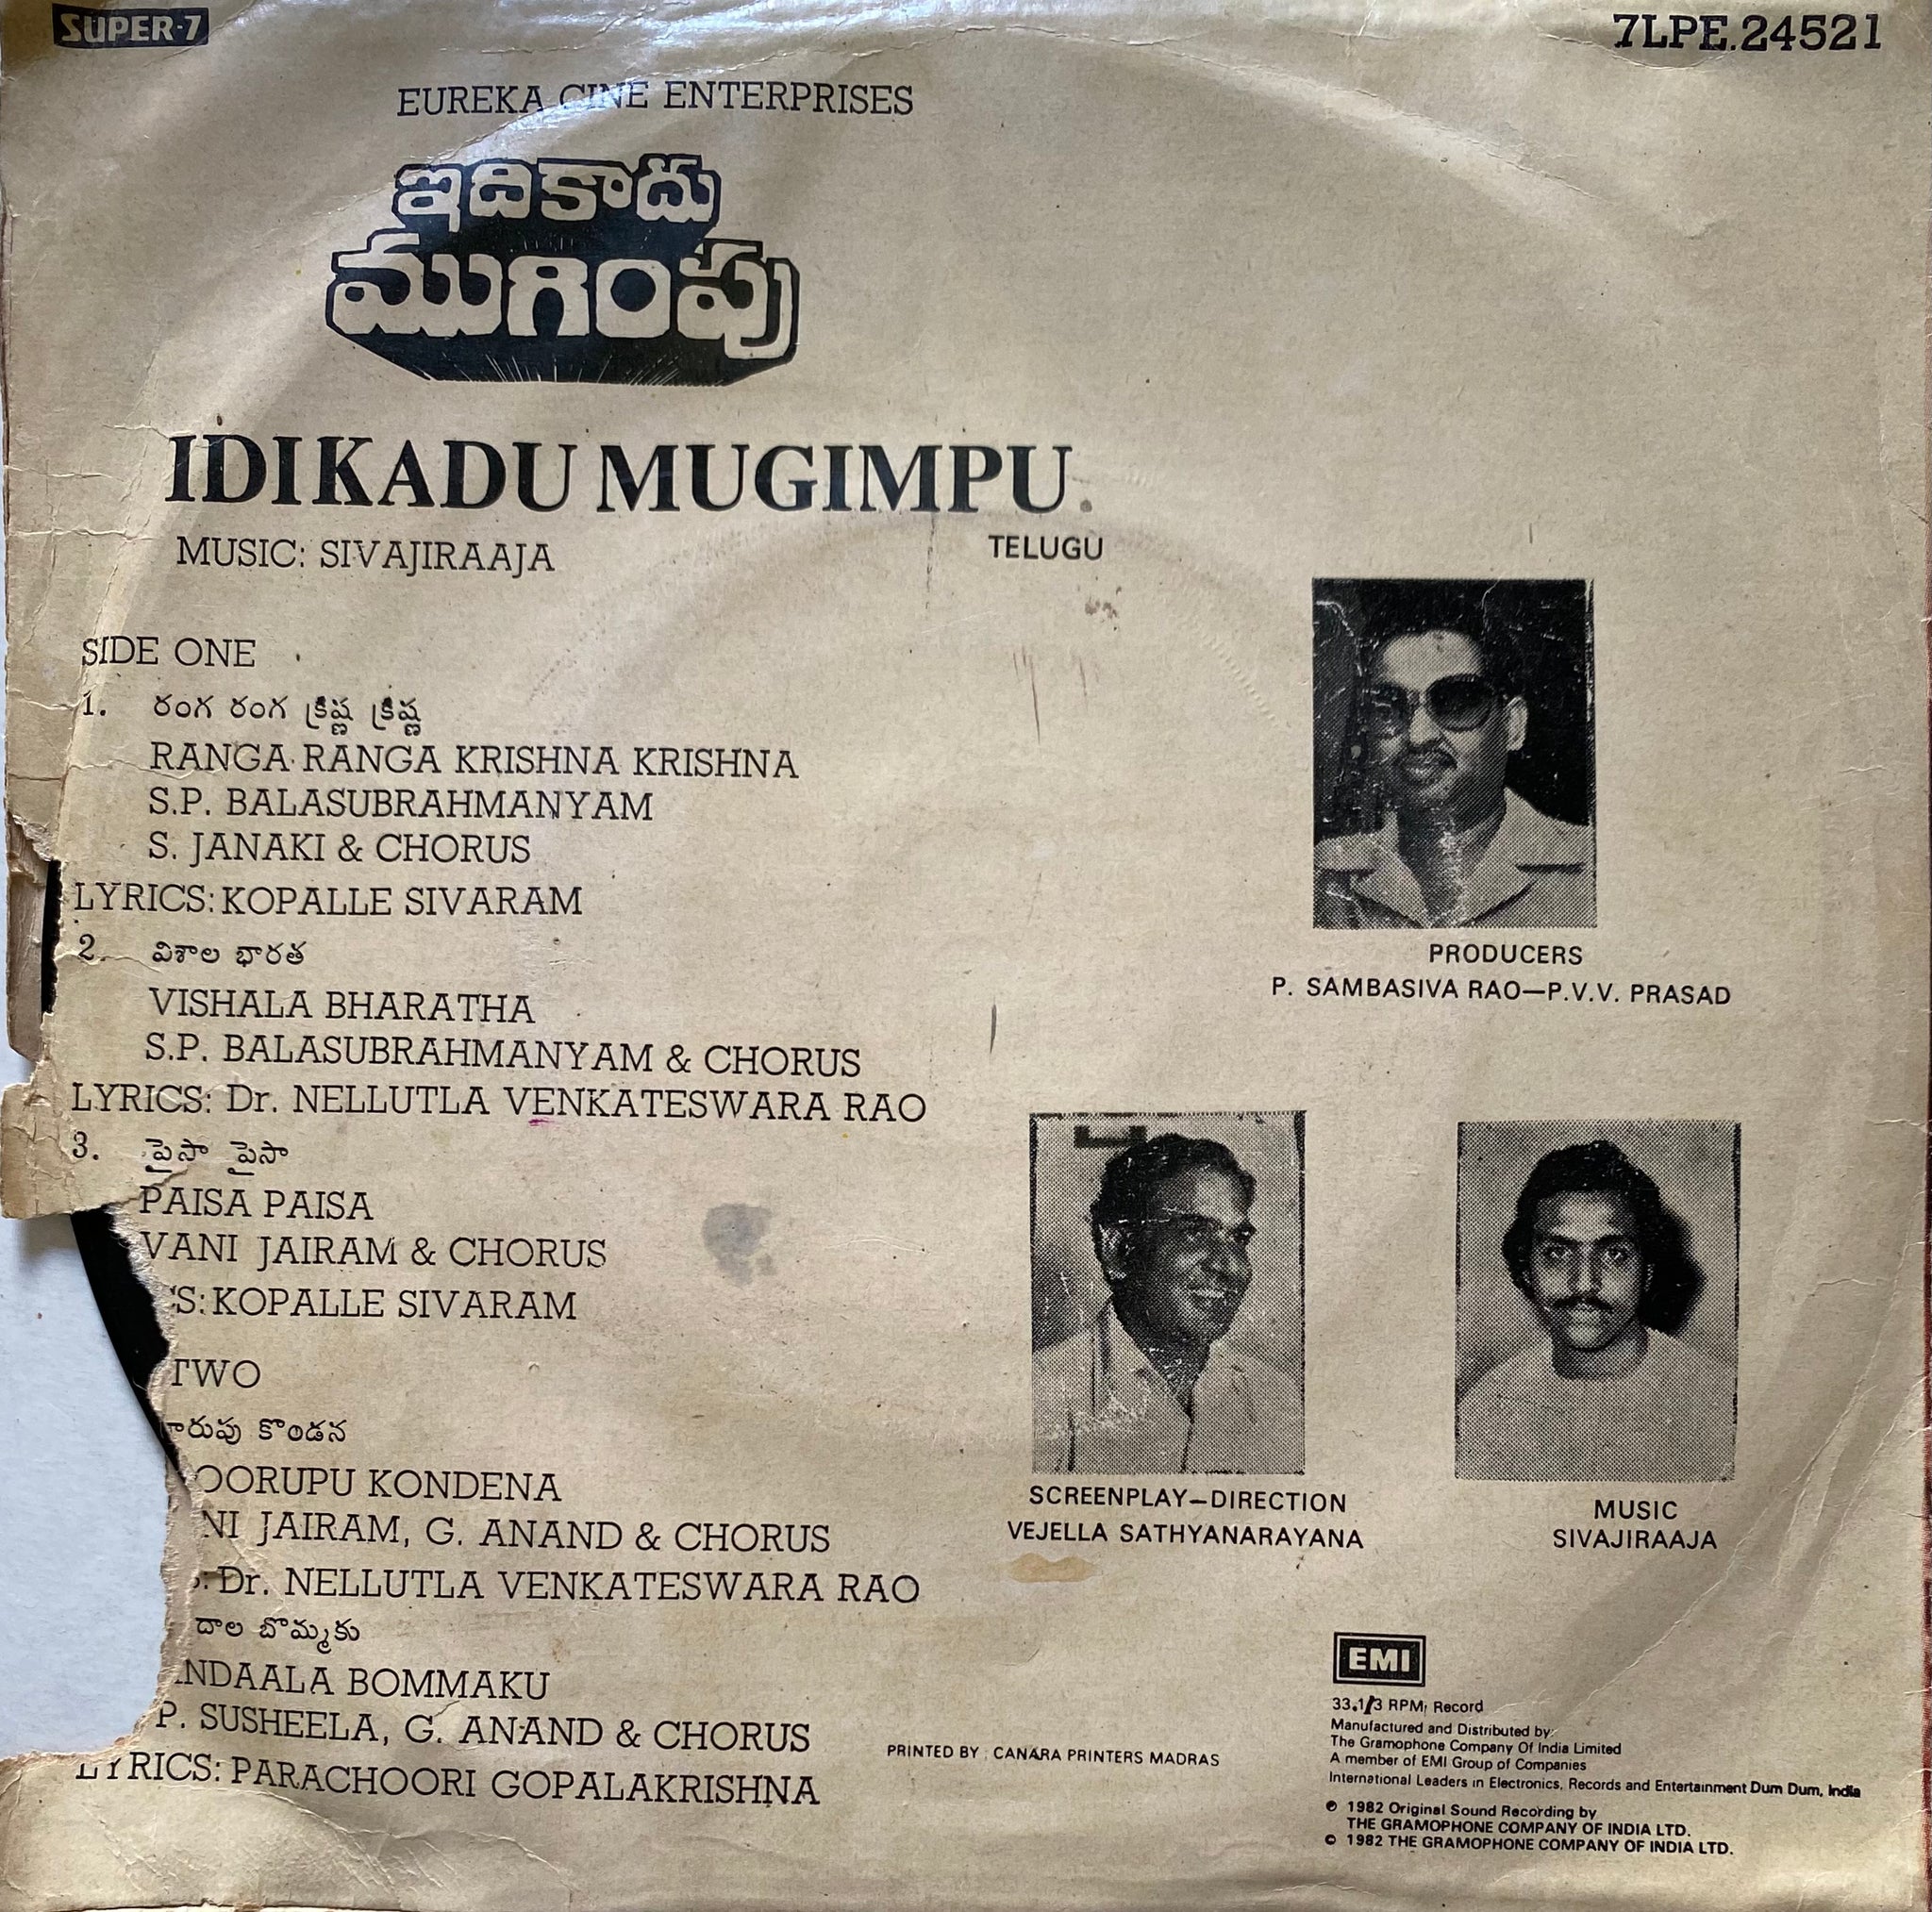 SUPER-7
7LPE.24521
EUREKA CINE ENTERPRISES
ఇదికాదు
ముగింపు
IDIKADU MUGIMPU
MUSIC: SIVAJIRAAJA
TELUGU
SIDE ONE
1. రంగ రంగ క్రిష్ణ క్రిష్ణ
RANGA RANGA KRISHNA KRISHNA
S.P. BALASUBRAHMANYAM
S. JANAKI & CHORUS
LYRICS: KOPALLE SIVARAM
2. విశాల భారత
VISHALA BHARATHA
S.P. BALASUBRAHMANYAM & CHORUS
LYRICS: Dr. NELLUTLA VENKATESWARA RAO
3. పైసా పైసా
PAISA PAISA
VANI JAIRAM & CHORUS
KOPALLE SIVARAM
TWO
కొండన
KONDENA
JAIRAM, G. ANAND & CHORUS
Dr. NELLUTLA VENKATESWARA RAO
బొమ్మకు
BOMMAKU
P. SUSHEELA, G. ANAND & CHORUS
LYRICS: PARACHOORI GOPALAKRISHNA
PRODUCERS
P. SAMBASIVA RAO—P.V.V. PRASAD
SCREENPLAY—DIRECTION
VEJELLA SATHYANARAYANA
MUSIC
SIVAJIRAAJA
PRINTED BY CANARA PRINTERS MADRAS
EMI
33.1/3 RPM, Record
Manufactured and Distributed by:
The Gramophone Company Of India Limited
A member of EMI Group of Companies
International Leaders in Electronics, Records and Entertainment Dum Dum, India
℗ 1982 Original Sound Recording by
THE GRAMOPHONE COMPANY OF INDIA LTD.
© 1982 THE GRAMOPHONE COMPANY OF INDIA LTD.